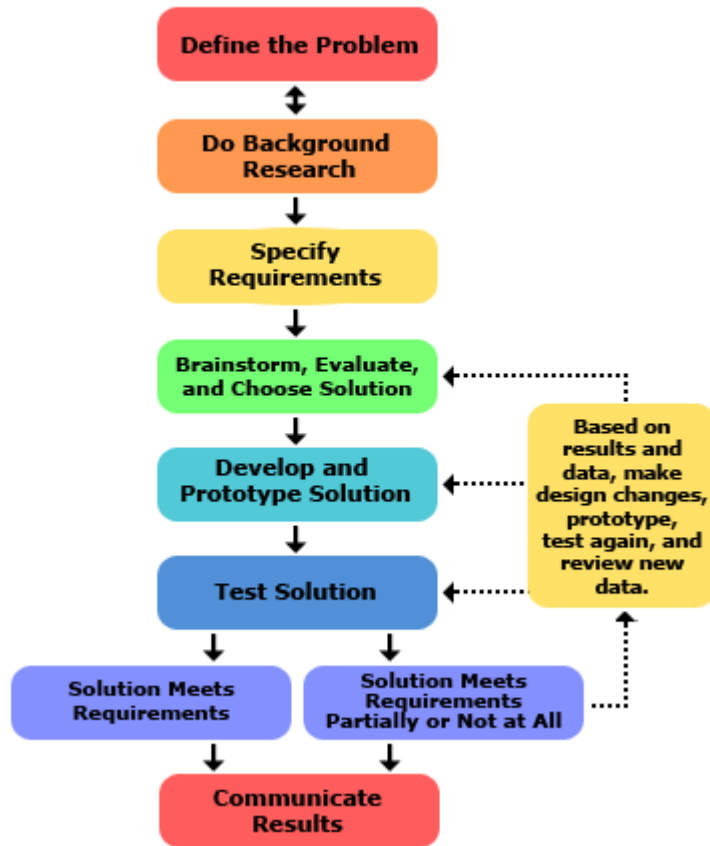 Define the Problem
Do Background
Research
Specify
Requirements
Brainstorm, Evaluate,
and Choose Solution
Develop and
Prototype Solution
Test Solution
Based on
results and
data, make
design changes,
prototype,
test again, and
review new
data.
Solution Meets
Requirements
Solution Meets
Requirements
Partially or Not at All
Communicate
Results